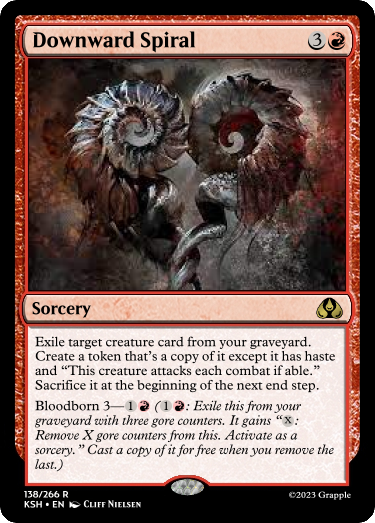 Downward Spiral 3
Sorcery
Exile target creature card from your graveyard.
Create a token that's a copy of it except it has haste
and “This creature attacks each combat if able.”
Sacrifice it at the beginning of the next end step.
Bloodborn 3—1 (1: Exile this from your
graveyard with three gore counters. It gains “X:
Remove X gore counters from this. Activate as a
sorcery.” Cast a copy of it for free when you remove the
last.)
138/266 R
KSH • EN CLIFF NIELSEN
©2023 Grapple